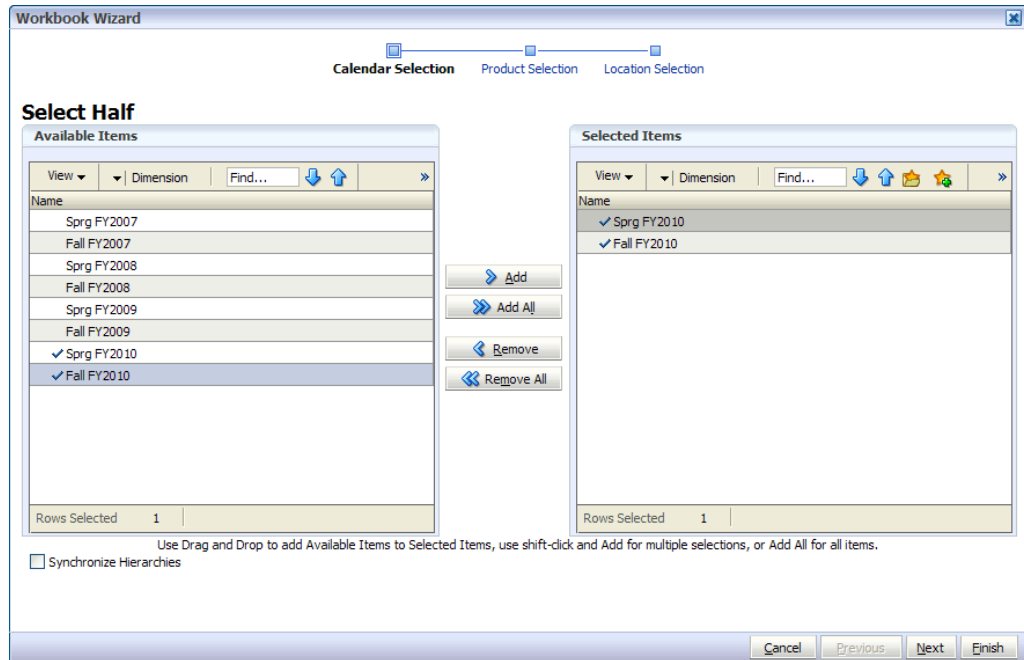 Workbook Wizard
Calendar Selection Product Selection Location Selection
Select Half
Available Items
View Dimension Find... »
Name
Sprg FY2007
Fall FY2007
Sprg FY2008
Fall FY2008
Sprg FY2009
Fall FY2009
Sprg FY2010
Fall FY2010
Rows Selected 1
Add
Add All
Remove
Remove All
Selected Items
View Dimension Find... »
Name
Sprg FY2010
Fall FY2010
Rows Selected 1
Use Drag and Drop to add Available Items to Selected Items, use shift-click and Add for multiple selections, or Add All for all items.
Synchronize Hierarchies
Cancel Previous Next Finish